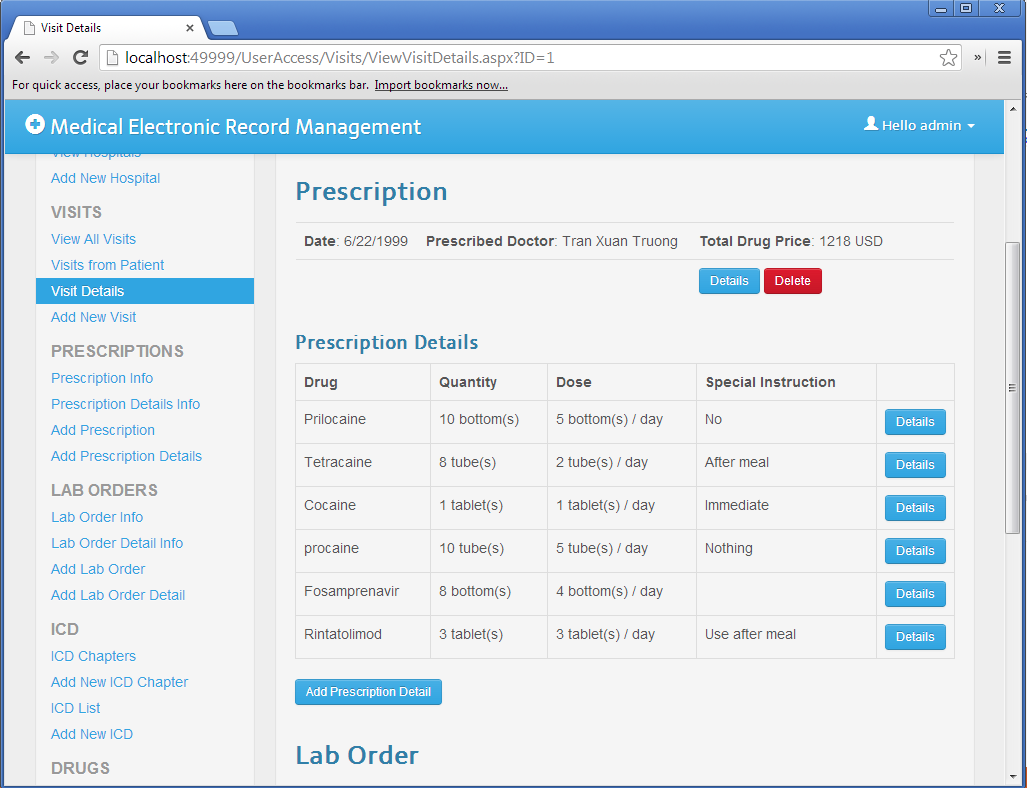 Visit Details
localhost:49999/UserAccess/Visits/ViewVisitDetails.aspx?ID=1
For quick access, place your bookmarks here on the bookmarks bar. Import bookmarks now...
Medical Electronic Record Management
Hello admin
View Hospitals
Add New Hospital
VISITS
View All Visits
Visits from Patient
Visit Details
Add New Visit
PRESCRIPTIONS
Prescription Info
Prescription Details Info
Add Prescription
Add Prescription Details
LAB ORDERS
Lab Order Info
Lab Order Detail Info
Add Lab Order
Add Lab Order Detail
ICD
ICD Chapters
Add New ICD Chapter
ICD List
Add New ICD
DRUGS
Prescription
Date: 6/22/1999 Prescribed Doctor: Tran Xuan Truong Total Drug Price: 1218 USD
Details Delete
Prescription Details
Drug Quantity Dose Special Instruction
Prilocaine 10 bottom(s) 5 bottom(s) / day No Details
Tetracaine 8 tube(s) 2 tube(s) / day After meal Details
Cocaine 1 tablet(s) 1 tablet(s) / day Immediate Details
procaine 10 tube(s) 5 tube(s) / day Nothing Details
Fosamprenavir 8 bottom(s) 4 bottom(s) / day Details
Rintatolimod 3 tablet(s) 3 tablet(s) / day Use after meal Details
Add Prescription Detail
Lab Order